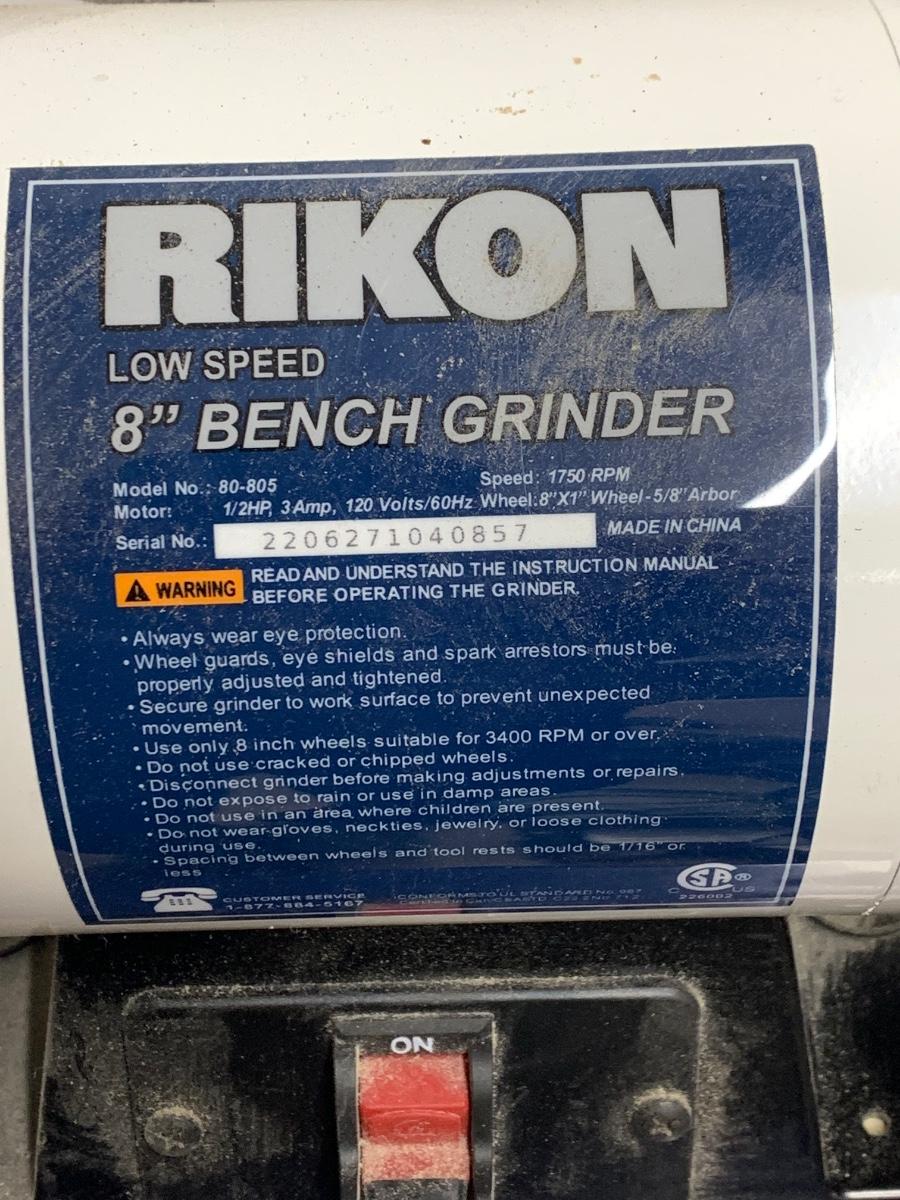 RIKON
LOW SPEED
8” BENCH GRINDER
Model No.: 80-805
Speed: 1750 RPM
Motor: 1/2HP, 3 Amp, 120 Volts/60Hz
Wheel:8"X1" Wheel-5/8" Arbor
Serial No.: 2206271040857
MADE IN CHINA
WARNING
READ AND UNDERSTAND THE INSTRUCTION MANUAL
BEFORE OPERATING THE GRINDER.
• Always wear eye protection.
• Wheel guards, eye shields and spark arrestors must be
properly adjusted and tightened.
• Secure grinder to work surface to prevent unexpected
movement.
• Use only 8 inch wheels suitable for 3400 RPM or over.
• Do not use cracked or chipped wheels.
• Disconnect grinder before making adjustments or repairs.
• Do not expose to rain or use in damp areas.
• Do not use in an area where children are present.
• Do not wear gloves, neckties, jewelry, or loose clothing
during use.
• Spacing between wheels and tool rests should be 1/16" or
less
CUSTOMER SERVICE
1-877-884-5167
CONFORMS TO UL STANDARD No.
SA ®
C US
ON